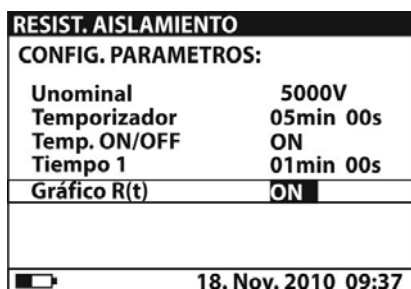 RESIST. AISLAMIENTO
CONFIG. PARAMETROS:
Unominal 5000V
Temporizador 05min 00s
Temp. ON/OFF ON
Tiempo 1 01min 00s
Gráfico R(t) ON
18. Nov. 2010 09:37